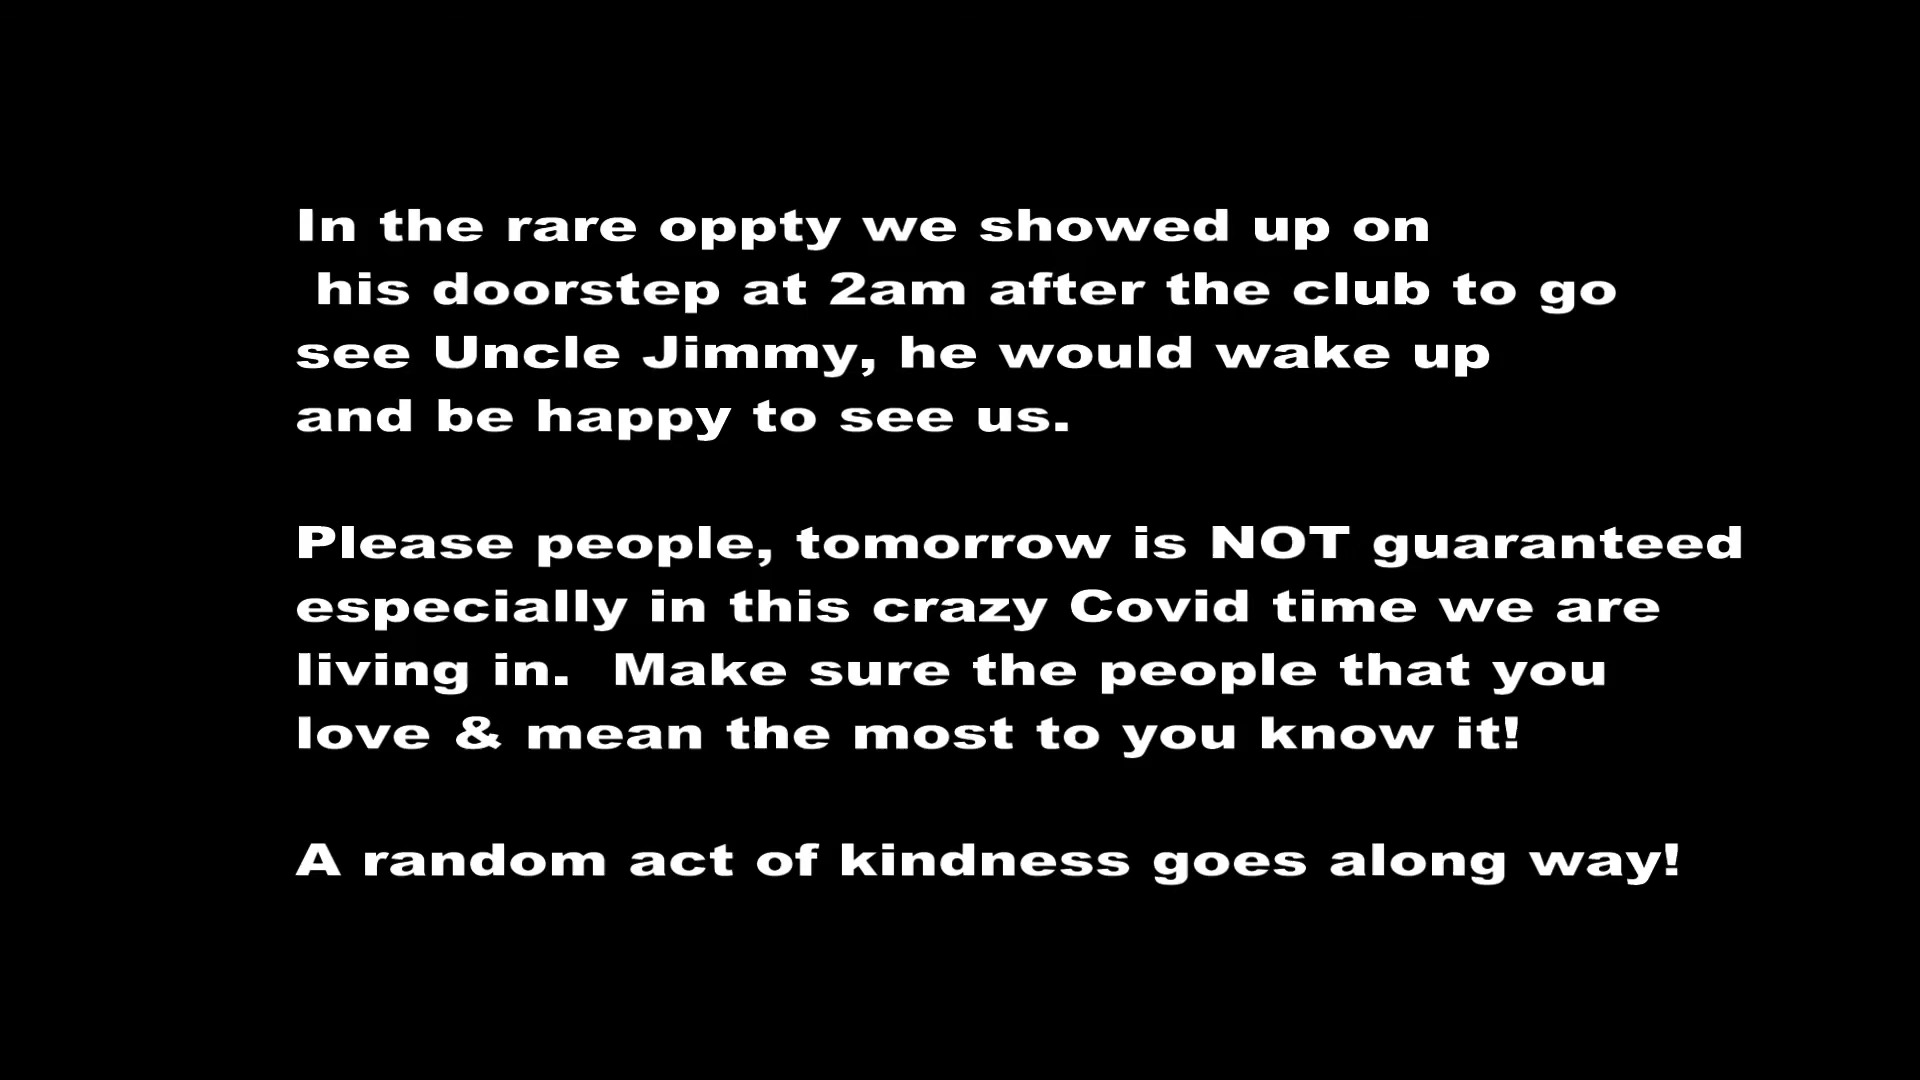 In the rare oppty we showed up on
his doorstep at 2am after the club to go
see Uncle Jimmy, he would wake up
and be happy to see us.
Please people, tomorrow is NOT guaranteed
especially in this crazy Covid time we are
living in.  Make sure the people that you
love & mean the most to you know it!
A random act of kindness goes along way!